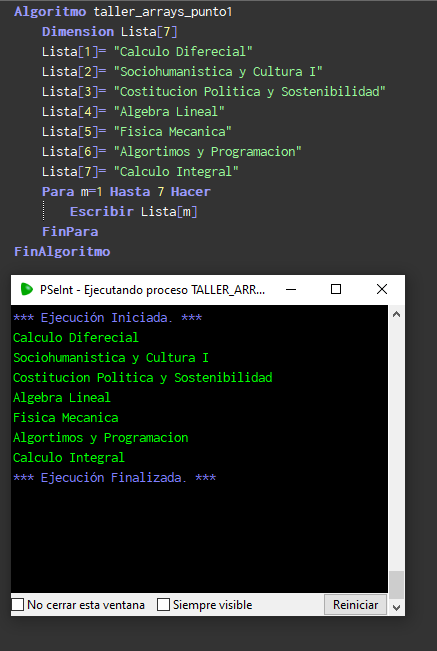 Algoritmo taller_arrays_punto1
Dimension Lista[7]
Lista[1]= "Calculo Diferecial"
Lista[2]= "Sociohumanistica y Cultura I"
Lista[3]= "Costitucion Politica y Sostenibilidad"
Lista[4]= "Algebra Lineal"
Lista[5]= "Fisica Mecanica"
Lista[6]= "Algortimos y Programacion"
Lista[7]= "Calculo Integral"
Para m=1 Hasta 7 Hacer
Escribir Lista[m]
FinPara
FinAlgoritmo
PSeInt - Ejecutando proceso TALLER_ARR...
*** Ejecución Iniciada. ***
Calculo Diferecial
Sociohumanistica y Cultura I
Costitucion Politica y Sostenibilidad
Algebra Lineal
Fisica Mecanica
Algortimos y Programacion
Calculo Integral
*** Ejecución Finalizada. ***
No cerrar esta ventana Siempre visible Reiniciar